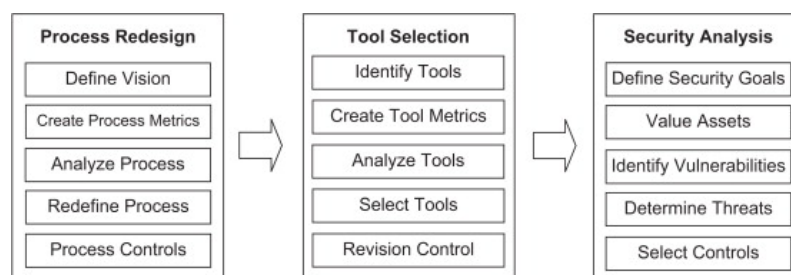 Process Redesign
Define Vision
Create Process Metrics
Analyze Process
Redefine Process
Process Controls
Tool Selection
Identify Tools
Create Tool Metrics
Analyze Tools
Select Tools
Revision Control
Security Analysis
Define Security Goals
Value Assets
Identify Vulnerabilities
Determine Threats
Select Controls